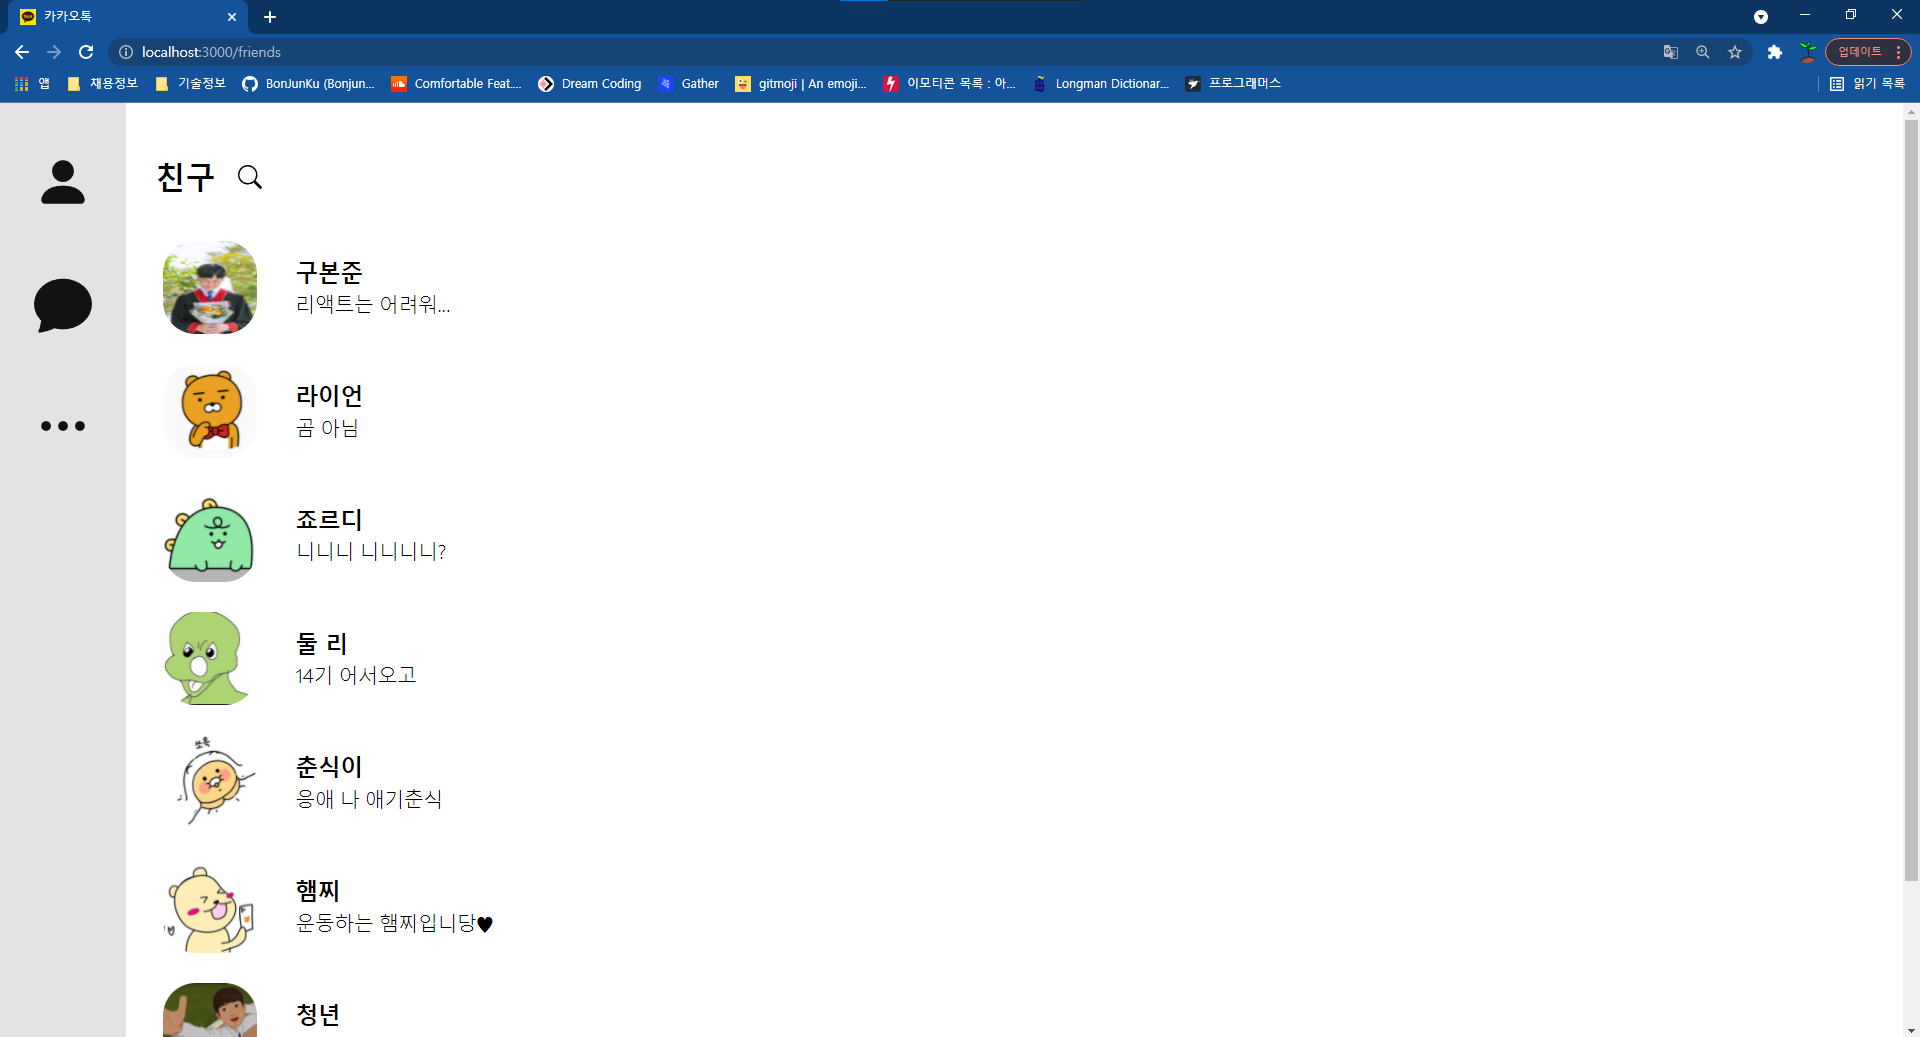 카카오톡
localhost:3000/friends
업데이트
앱
채용정보
기술정보
BonJunKu (Bonjun...
Comfortable Feat...
Dream Coding
Gather
gitmoji | An emoji...
이모티콘 목록 : 아...
Longman Dictionar...
프로그래머스
읽기 목록
친구
구본준
리액트는 어려워...
라이언
곰 아님
죠르디
니니니 니니니니?
둘 리
14기 어서오고
쏘옥
춘식이
응애 나 애기춘식
햄찌
운동하는 햄찌입니당♥
청년